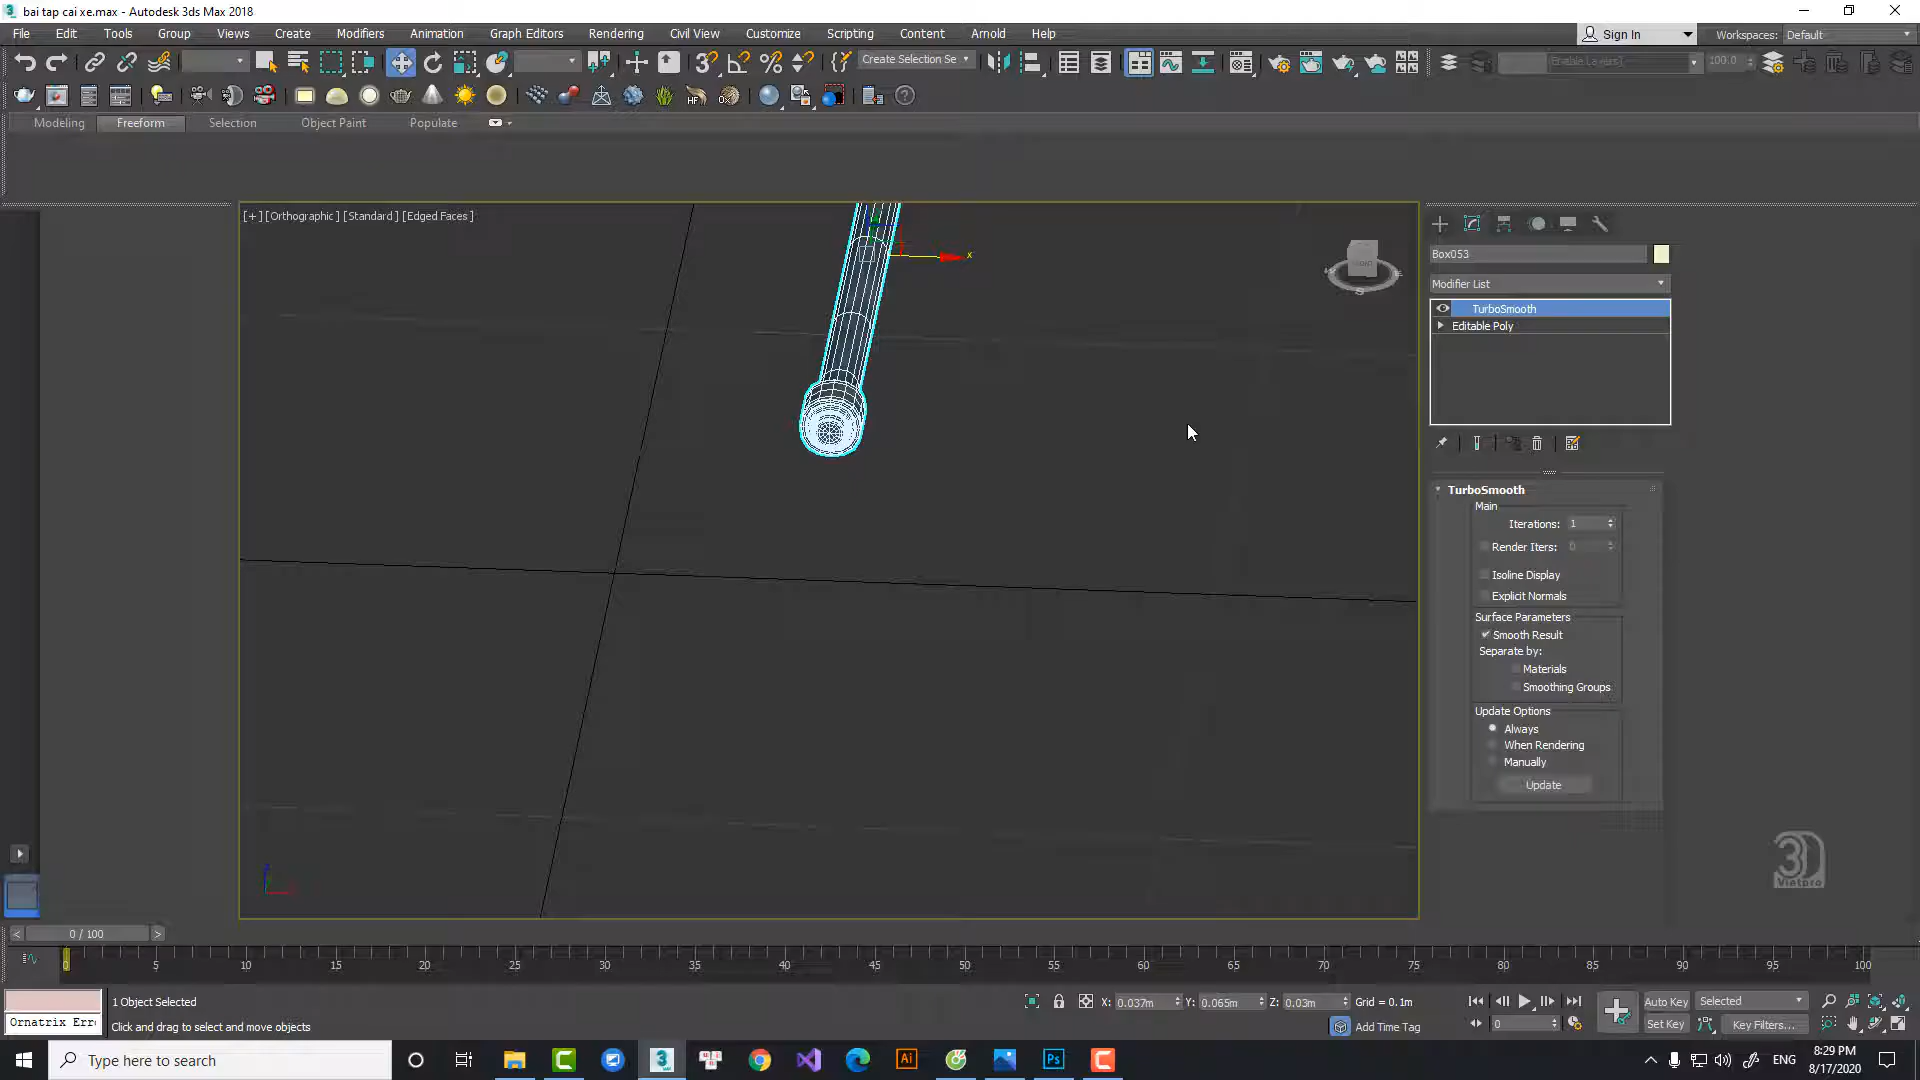 bai tap cai xe.max - Autodesk 3ds Max 2018
File Edit Tools Group Views Create Modifiers Animation Graph Editors Rendering Civil View Customize Scripting Content Arnold Help
Sign In
Workspaces: Default
Create Selection Se
100.0
Modeling Freeform Selection Object Paint Populate
[+] [Orthographic] [Standard] [Edged Faces]
x
Box053
Modifier List
TurboSmooth
Editable Poly
TurboSmooth
Main
Iterations: 1
Render Iters: 0
Isoline Display
Explicit Normals
Surface Parameters
Smooth Result
Separate by:
Materials
Smoothing Groups
Update Options
Always
When Rendering
Manually
Update
3D
Vietpro
0 / 100
0 5 10 15 20 25 30 35 40 45 50 55 60 65 70 75 80 85 90 95 100
1 Object Selected
X: 0.037m Y: 0.065m Z: 0.03m Grid = 0.1m
Auto Key Selected
Ornatrix Err
Click and drag to select and move objects
Add Time Tag
0
Set Key Key Filters...
Type here to search
ENG
8:29 PM
8/17/2020